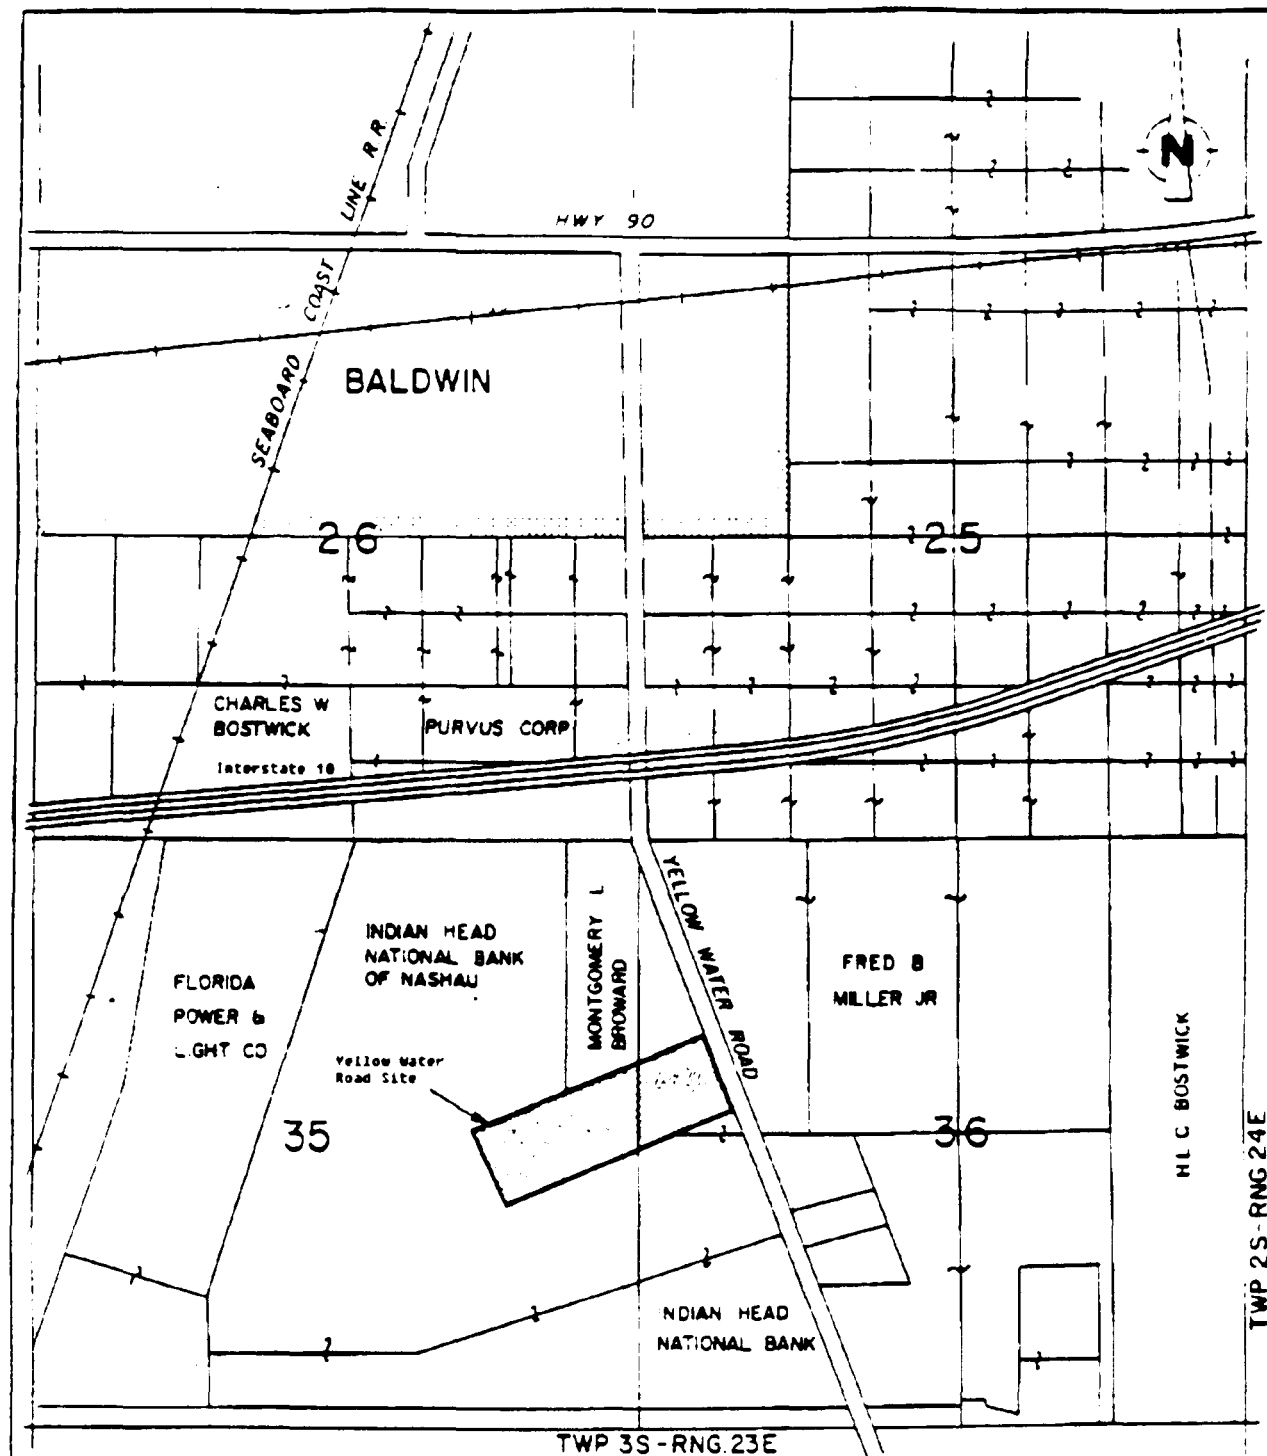 N
HWY 90
SEABOARD COAST LINE R.R.
BALDWIN
26
25
CHARLES W
BOSTWICK
PURVUS CORP
Interstate 10
YELLOW WATER ROAD
INDIAN HEAD
NATIONAL BANK
OF NASHAU
MONTGOMERY L
BROWARD
FRED B
MILLER JR
FLORIDA
POWER &
LIGHT CO
Yellow Water
Road Site
35
36
H L C BOSTWICK
TWP 2S-RNG 24E
NDIAN HEAD
NATIONAL BANK
TWP 3S-RNG.23E